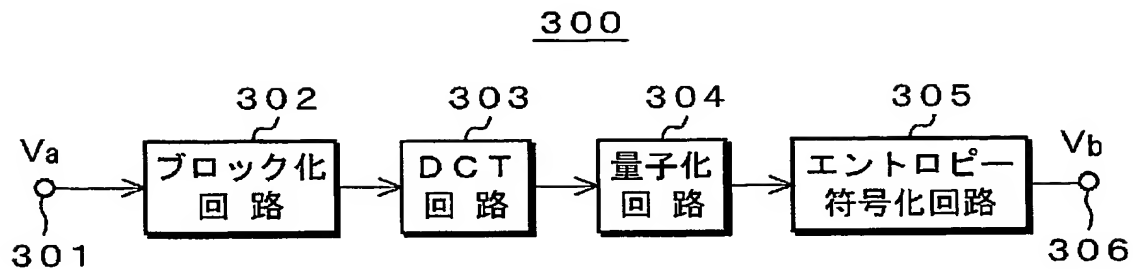 300
302
303
304
305
Va
ブロック化
回路
DCT
回路
量子化
回路
エントロピー
符号化回路
Vb
301
306